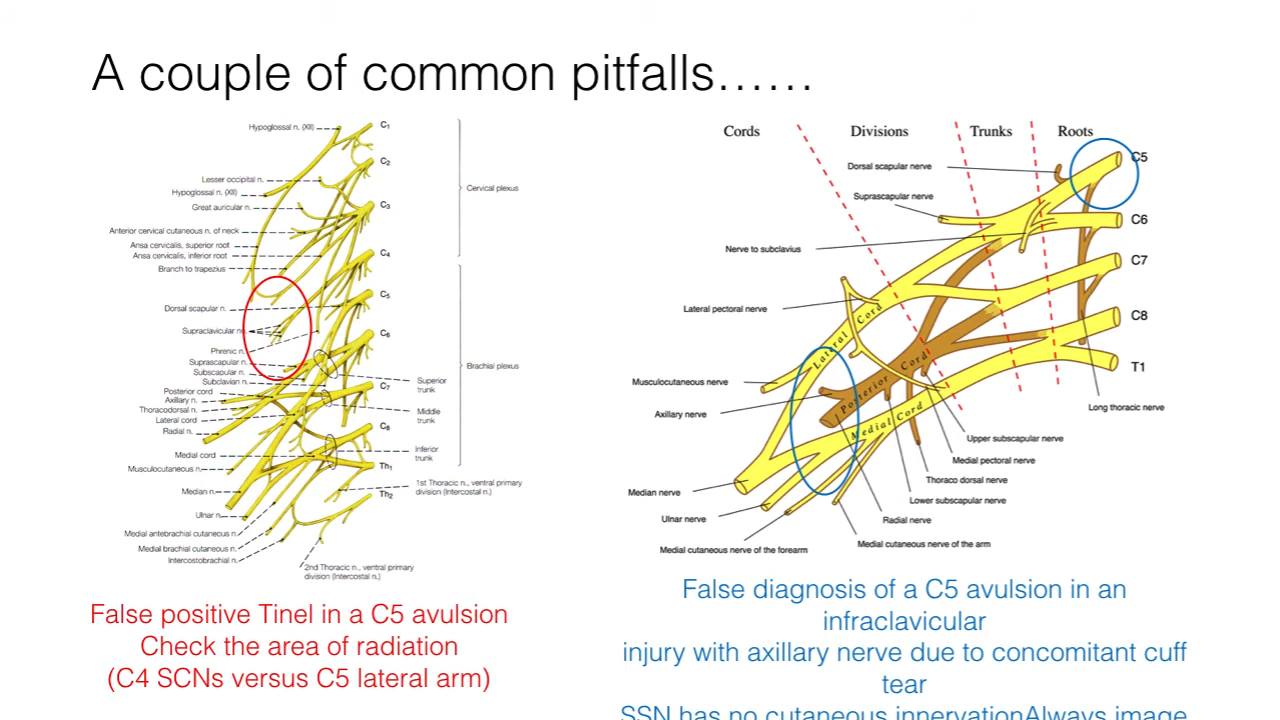 A couple of common pitfalls......
Hypoglossal n. (XII)
Lesser occipital n.
Hypoglossal n. (XII)
Great auricular n.
Anterior cervical cutaneous n. of neck
Ansa cervicalis, superior root
Ansa cervicalis, inferior root
Branch to trapezius
Dorsal scapular n.
Supraclavicular n.
Phrenic n.
Suprascapular n.
Subscapular n.
Subclavian n.
Posterior cord
Axillary n.
Thoracodorsal n.
Lateral cord
Radial n.
Medial cord
Musculocutaneous n.
Median n.
Ulnar n.
Medial antebrachial cutaneous n.
Medial brachial cutaneous n.
Intercostobrachial n.
C1
C2
C3
C4
C5
C6
C7
C8
Th1
Th2
Cervical plexus
Brachial plexus
Superior
trunk
Middle
trunk
Inferior
trunk
1st Thoracic n., ventral primary
division (Intercostal n.)
2nd Thoracic n., ventral primary
division (Intercostal n.)
False positive Tinel in a C5 avulsion
Check the area of radiation
(C4 SCNs versus C5 lateral arm)
Cords
Divisions
Trunks
Roots
Dorsal scapular nerve
Suprascapular nerve
Nerve to subclavius
Lateral pectoral nerve
Musculocutaneous nerve
Axillary nerve
Median nerve
Ulnar nerve
Medial cutaneous nerve of the forearm
C5
C6
C7
C8
T1
Lateral Cord
Posterior Cord
Medial Cord
Long thoracic nerve
Upper subscapular nerve
Medial pectoral nerve
Thoraco dorsal nerve
Lower subscapular nerve
Radial nerve
Medial cutaneous nerve of the arm
False diagnosis of a C5 avulsion in an
infraclavicular
injury with axillary nerve due to concomitant cuff
tear
SSN has no cutaneous innervationAlways image